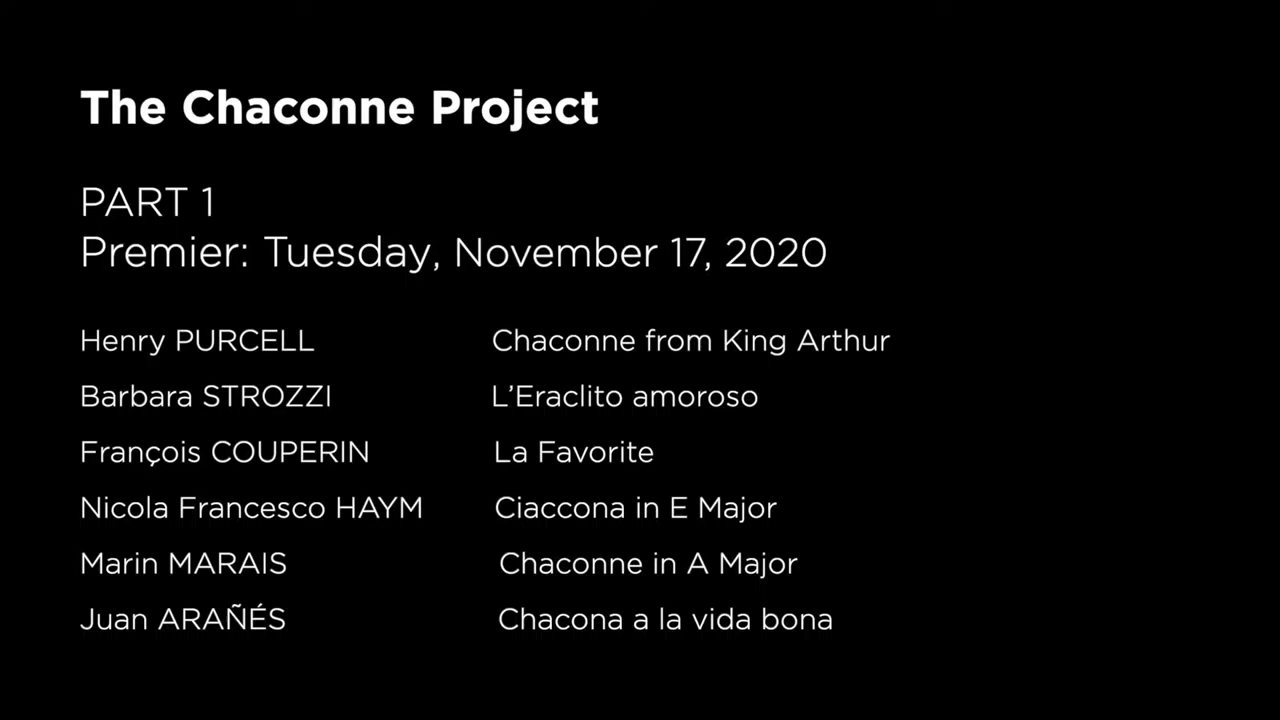 The Chaconne Project
PART 1
Premier: Tuesday, November 17, 2020
Henry PURCELL Chaconne from King Arthur
Barbara STROZZI L’Eraclito amoroso
François COUPERIN La Favorite
Nicola Francesco HAYM Ciaccona in E Major
Marin MARAIS Chaconne in A Major
Juan ARAÑÉS Chacona a la vida bona